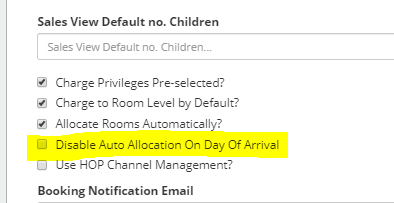 Sales View Default no. Children
Sales View Default no. Children...
Charge Privileges Pre-selected?
Charge to Room Level by Default?
Allocate Rooms Automatically?
Disable Auto Allocation On Day Of Arrival
Use HOP Channel Management?
Booking Notification Email